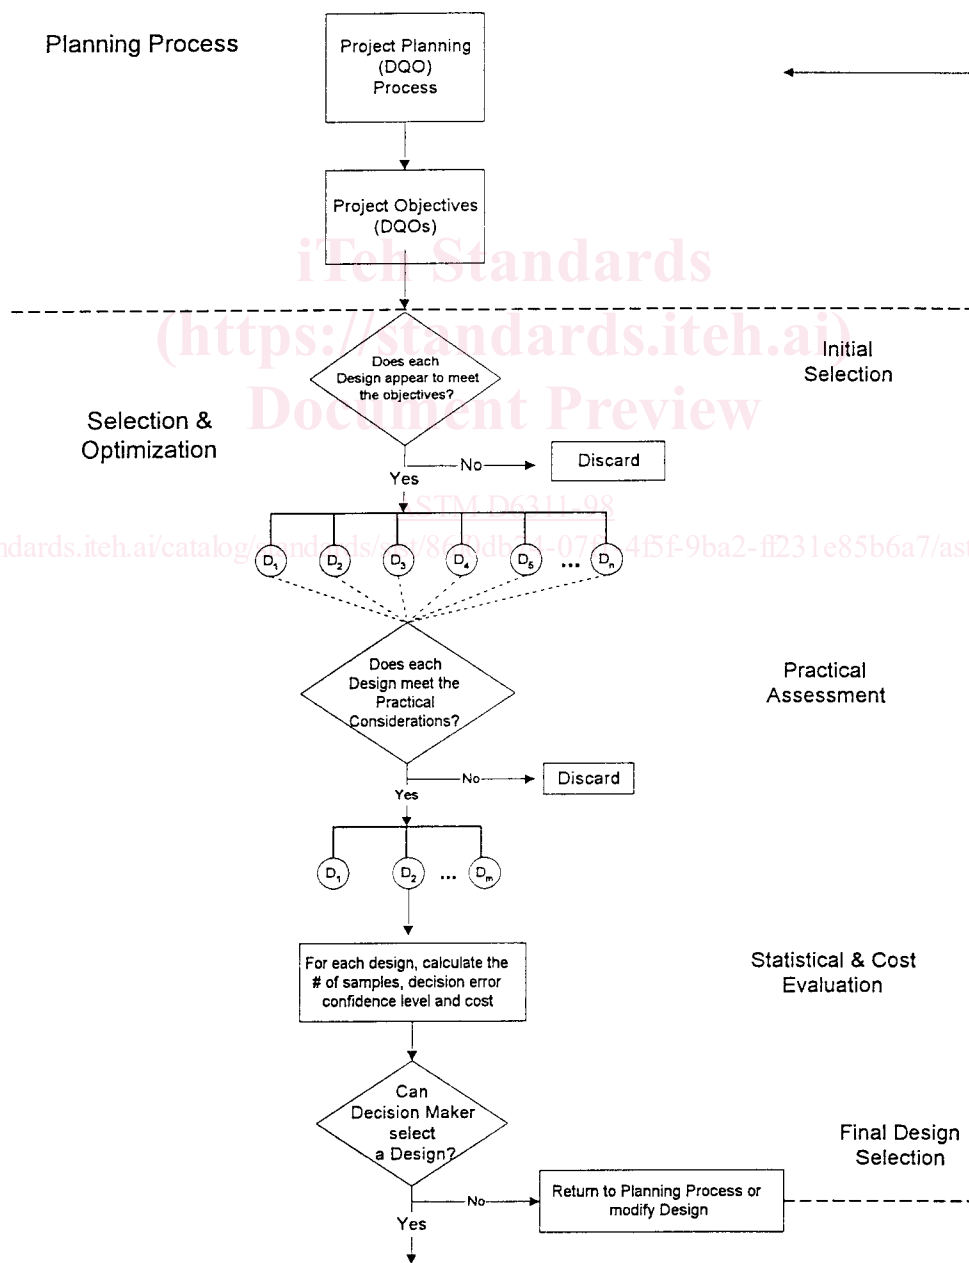 Planning Process
Project Planning
(DQO)
Process
Project Objectives
(DQOs)
iTeh Standards
(https://standards.iteh.ai)
Document Preview
Does each
Design appear to meet
the objectives?
Initial
Selection
Selection &
Optimization
No
Discard
Yes
ASTM D6311-98
D1
D2
D3
D4
D5
...
Dn
Does each
Design meet the
Practical
Considerations?
Practical
Assessment
No
Discard
Yes
D1
D2
...
Dm
For each design, calculate the
# of samples, decision error
confidence level and cost
Statistical & Cost
Evaluation
Can
Decision Maker
select
a Design?
Final Design
Selection
No
Return to Planning Process or
modify Design
Yes